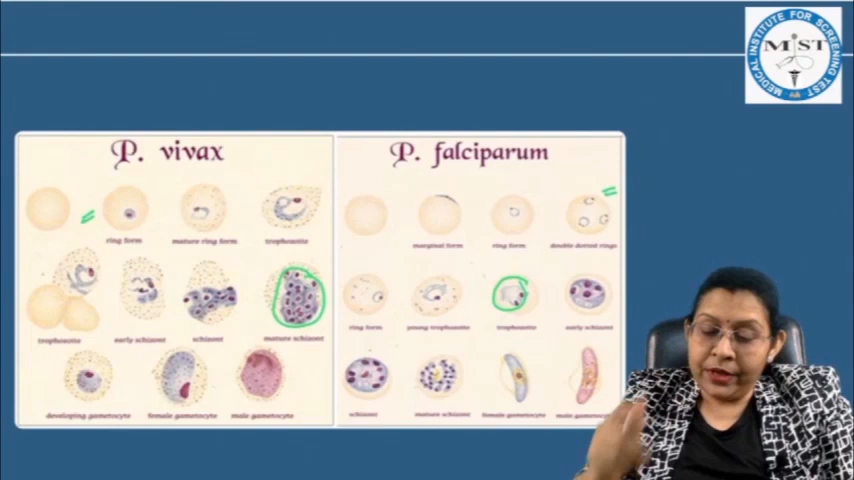 MEDICAL INSTITUTE FOR SCREENING TEST
MIST
P. vivax
P. falciparum
ring form
mature ring form
trophozoite
marginal form
ring form
double dotted rings
trophozoite
early schizont
schizont
mature schizont
ring form
young trophozoite
trophozoite
early schizont
developing gametocyte
female gametocyte
male gametocyte
schizont
mature schizont
female gametocyte
male